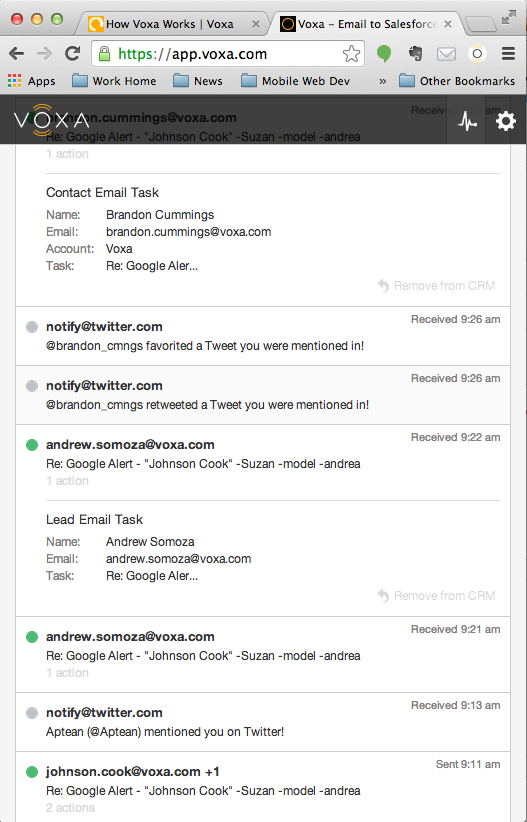 How Voxa Works | Voxa
Voxa – Email to Salesforce
https://app.voxa.com
Apps
Work Home
News
Mobile Web Dev
»
Other Bookmarks
VOXA
brandon.cummings@voxa.com
Re: Google Alert - "Johnson Cook" -Suzan -model -andrea
1 action
Contact Email Task
Name: Brandon Cummings
Email: brandon.cummings@voxa.com
Account: Voxa
Task: Re: Google Aler...
Remove from CRM
notify@twitter.com
Received 9:26 am
@brandon_cmngs favorited a Tweet you were mentioned in!
notify@twitter.com
Received 9:26 am
@brandon_cmngs retweeted a Tweet you were mentioned in!
andrew.somoza@voxa.com
Received 9:22 am
Re: Google Alert - "Johnson Cook" -Suzan -model -andrea
1 action
Lead Email Task
Name: Andrew Somoza
Email: andrew.somoza@voxa.com
Task: Re: Google Aler...
Remove from CRM
andrew.somoza@voxa.com
Received 9:21 am
Re: Google Alert - "Johnson Cook" -Suzan -model -andrea
1 action
notify@twitter.com
Received 9:13 am
Aptean (@Aptean) mentioned you on Twitter!
johnson.cook@voxa.com +1
Sent 9:11 am
Re: Google Alert - "Johnson Cook" -Suzan -model -andrea
2 actions